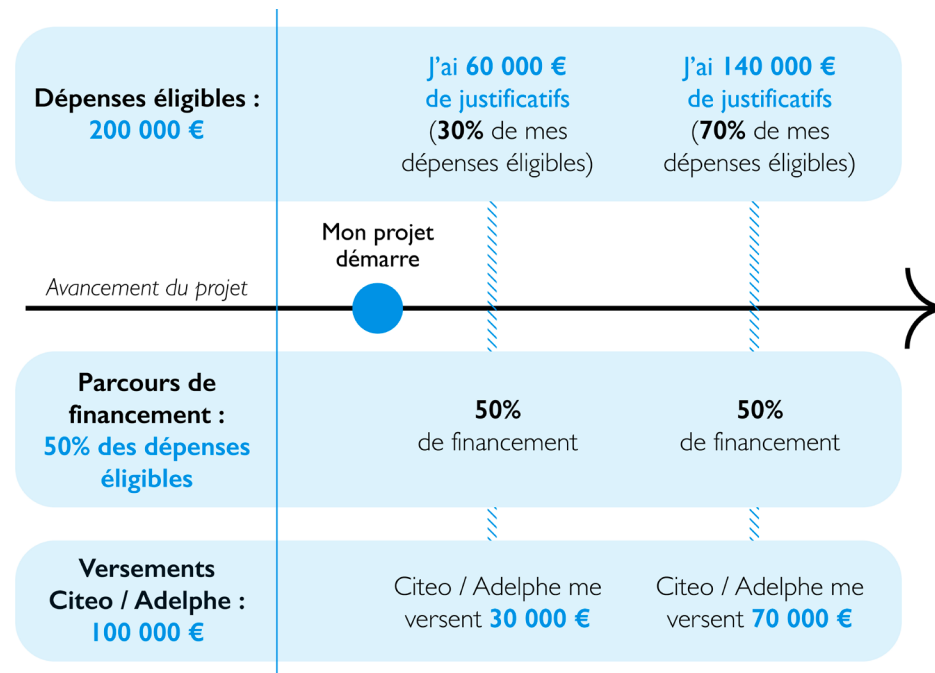 Dépenses éligibles :
200 000 €
J’ai 60 000 €
de justificatifs
(30% de mes
dépenses éligibles)
J’ai 140 000 €
de justificatifs
(70% de mes
dépenses éligibles)
Mon projet
démarre
Avancement du projet
Parcours de
financement :
50% des dépenses
éligibles
50%
de financement
50%
de financement
Versements
Citeo / Adelphe :
100 000 €
Citeo / Adelphe me
versent 30 000 €
Citeo / Adelphe me
versent 70 000 €